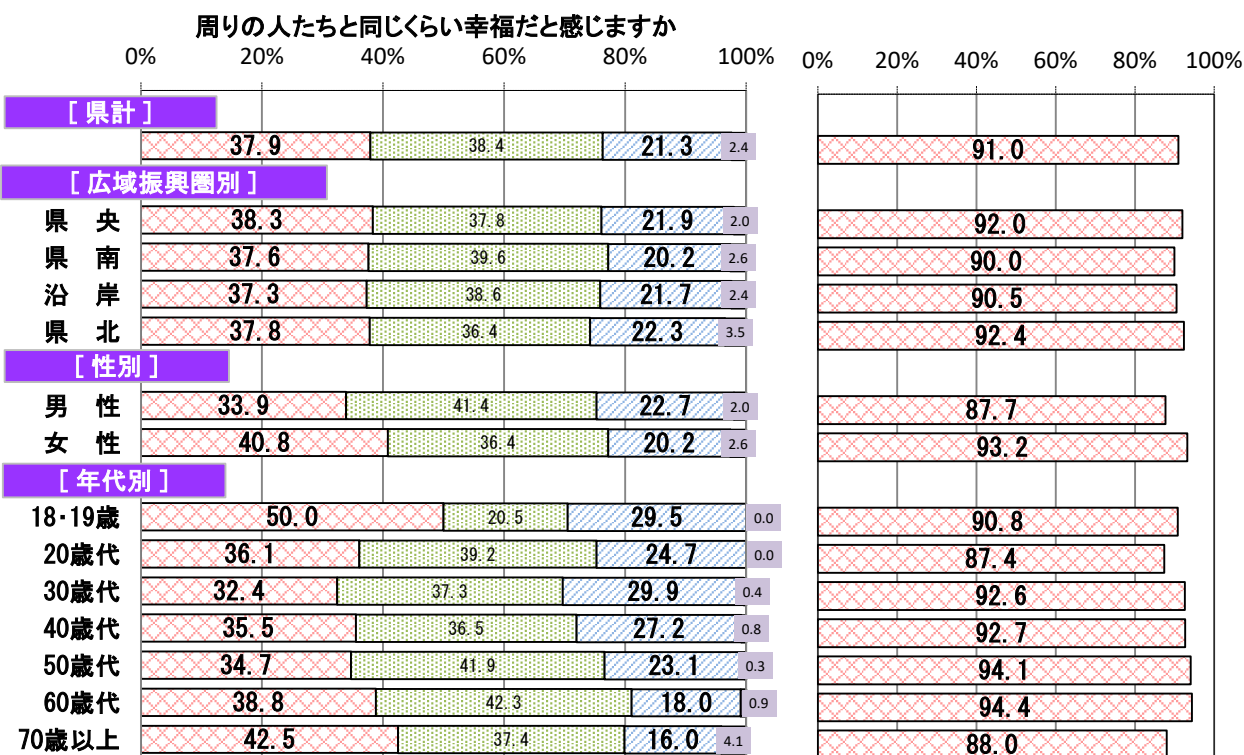 周りの人たちと同じくらい幸福だと感じますか
0% 20% 40% 60% 80% 100% 0% 20% 40% 60% 80% 100%
[ 県計 ]
37.9 38.4 21.3 2.4 91.0
[ 広域振興圏別 ]
県 央 38.3 37.8 21.9 2.0 92.0
県 南 37.6 39.6 20.2 2.6 90.0
沿 岸 37.3 38.6 21.7 2.4 90.5
県 北 37.8 36.4 22.3 3.5 92.4
[ 性別 ]
男 性 33.9 41.4 22.7 2.0 87.7
女 性 40.8 36.4 20.2 2.6 93.2
[ 年代別 ]
18・19歳 50.0 20.5 29.5 0.0 90.8
20歳代 36.1 39.2 24.7 0.0 87.4
30歳代 32.4 37.3 29.9 0.4 92.6
40歳代 35.5 36.5 27.2 0.8 92.7
50歳代 34.7 41.9 23.1 0.3 94.1
60歳代 38.8 42.3 18.0 0.9 94.4
70歳以上 42.5 37.4 16.0 4.1 88.0